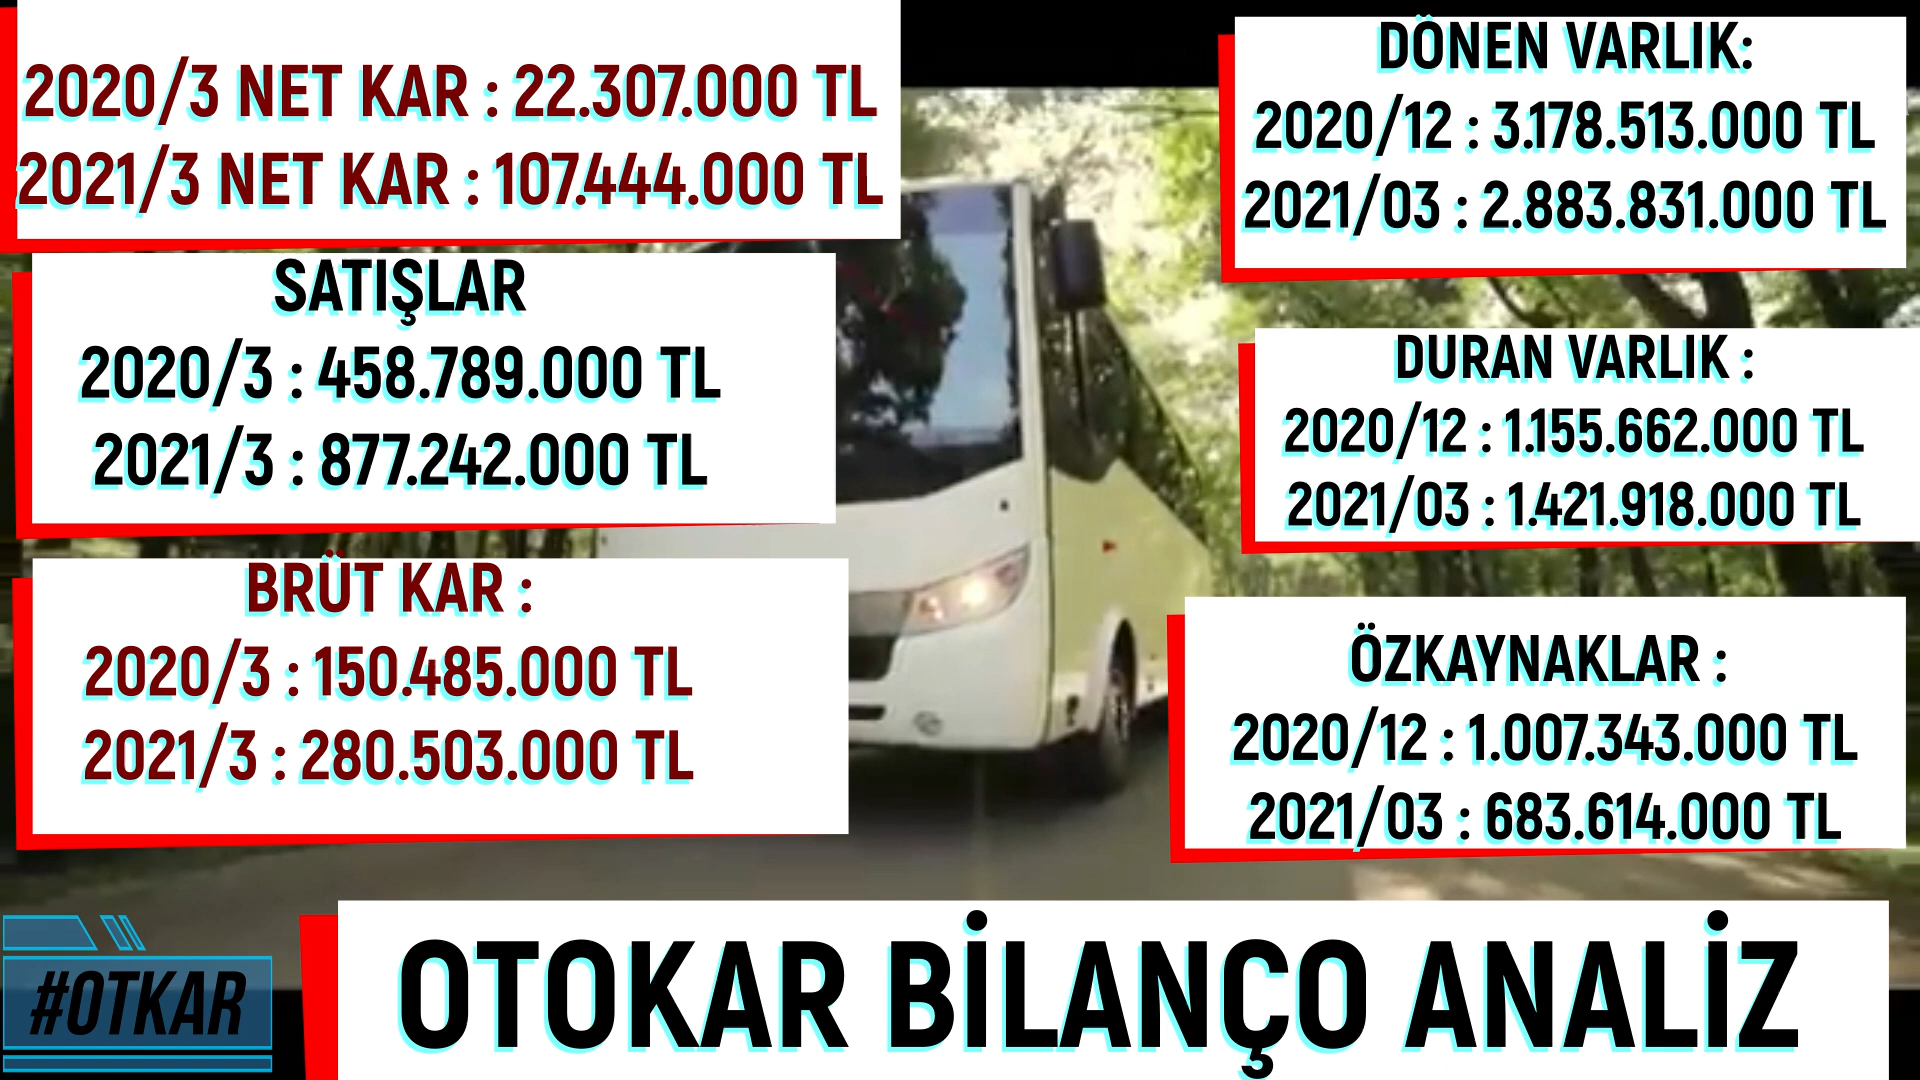 2020/3 NET KAR : 22.307.000 TL
2021/3 NET KAR : 107.444.000 TL
SATIŞLAR
2020/3 : 458.789.000 TL
2021/3 : 877.242.000 TL
BRÜT KAR :
2020/3 : 150.485.000 TL
2021/3 : 280.503.000 TL
DÖNEN VARLIK:
2020/12 : 3.178.513.000 TL
2021/03 : 2.883.831.000 TL
DURAN VARLIK :
2020/12 : 1.155.662.000 TL
2021/03 : 1.421.918.000 TL
ÖZKAYNAKLAR :
2020/12 : 1.007.343.000 TL
2021/03 : 683.614.000 TL
#OTKAR
OTOKAR BİLANÇO ANALİZ